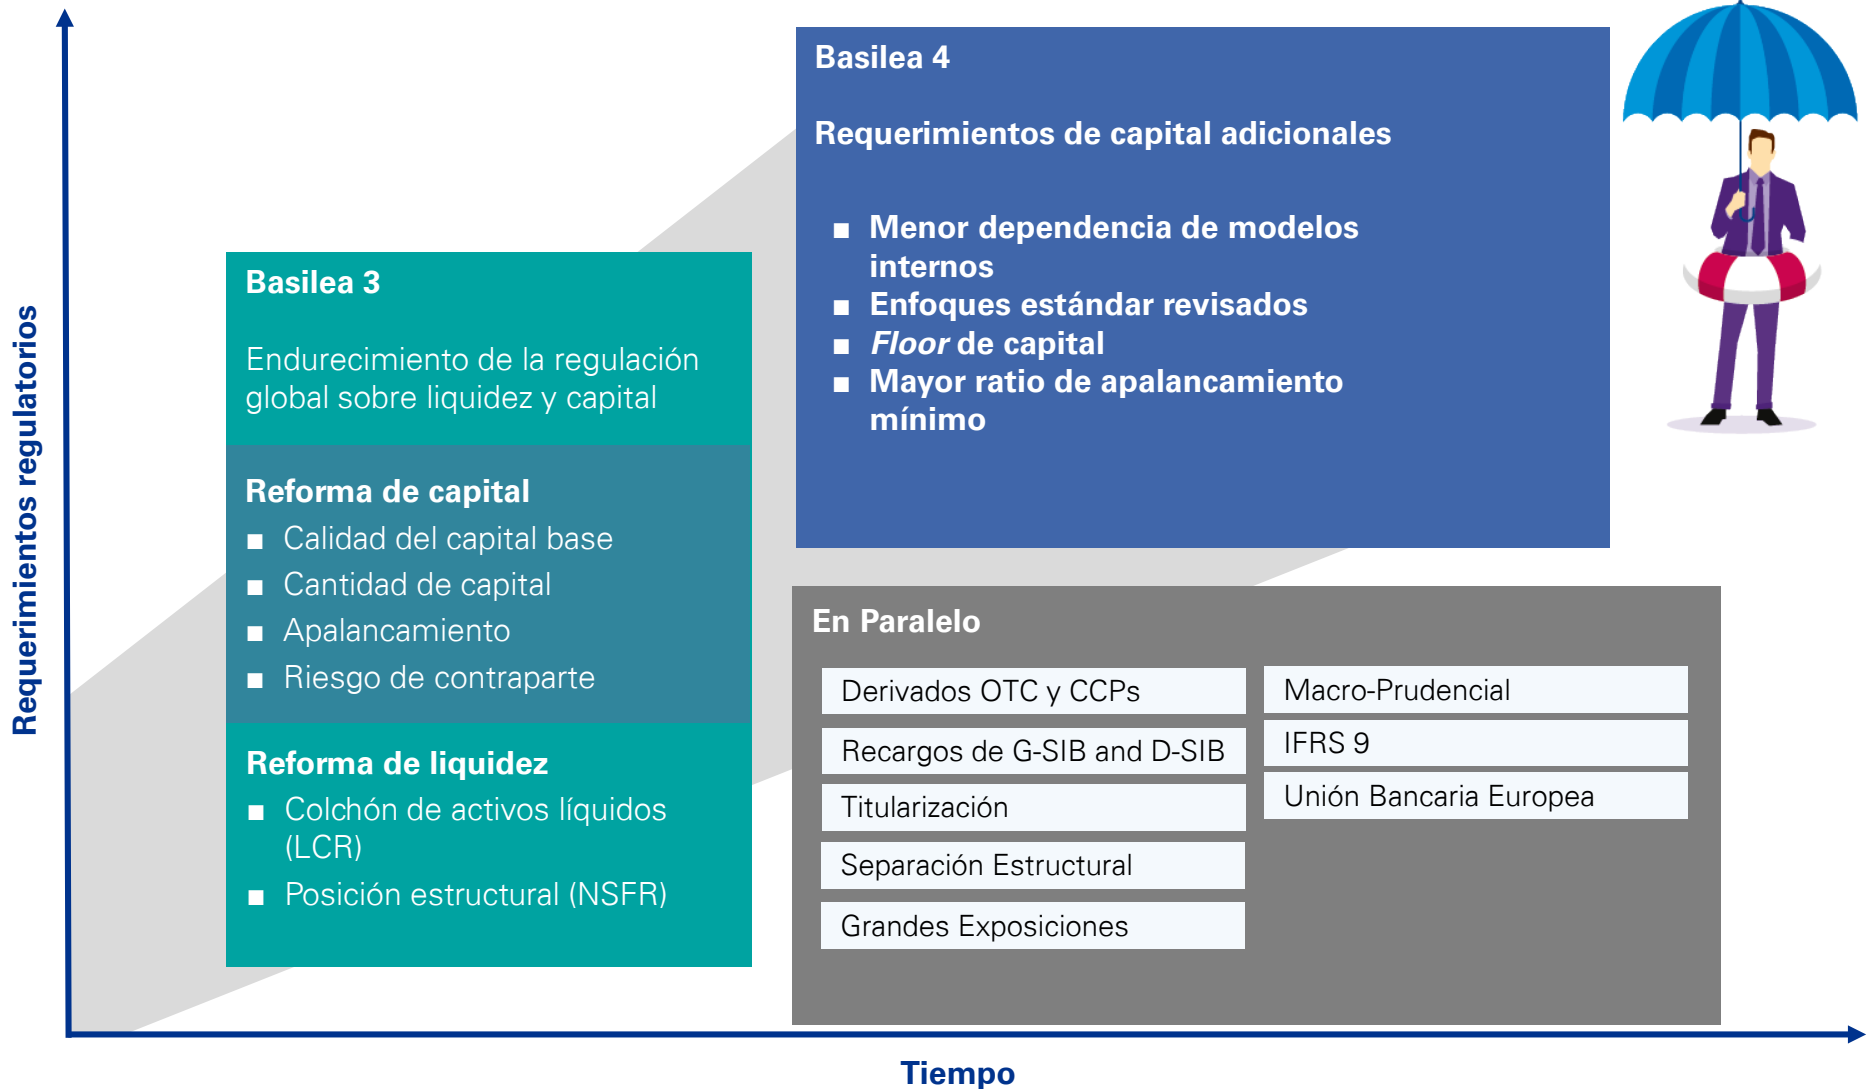 Requerimientos regulatorios
Basilea 3
Endurecimiento de la regulación
global sobre liquidez y capital
Reforma de capital
■ Calidad del capital base
■ Cantidad de capital
■ Apalancamiento
■ Riesgo de contraparte
Reforma de liquidez
■ Colchón de activos líquidos
(LCR)
■ Posición estructural (NSFR)
Basilea 4
Requerimientos de capital adicionales
■ Menor dependencia de modelos
internos
■ Enfoques estándar revisados
■ Floor de capital
■ Mayor ratio de apalancamiento
mínimo
En Paralelo
Derivados OTC y CCPs
Recargos de G-SIB and D-SIB
Titularización
Separación Estructural
Grandes Exposiciones
Macro-Prudencial
IFRS 9
Unión Bancaria Europea
Tiempo